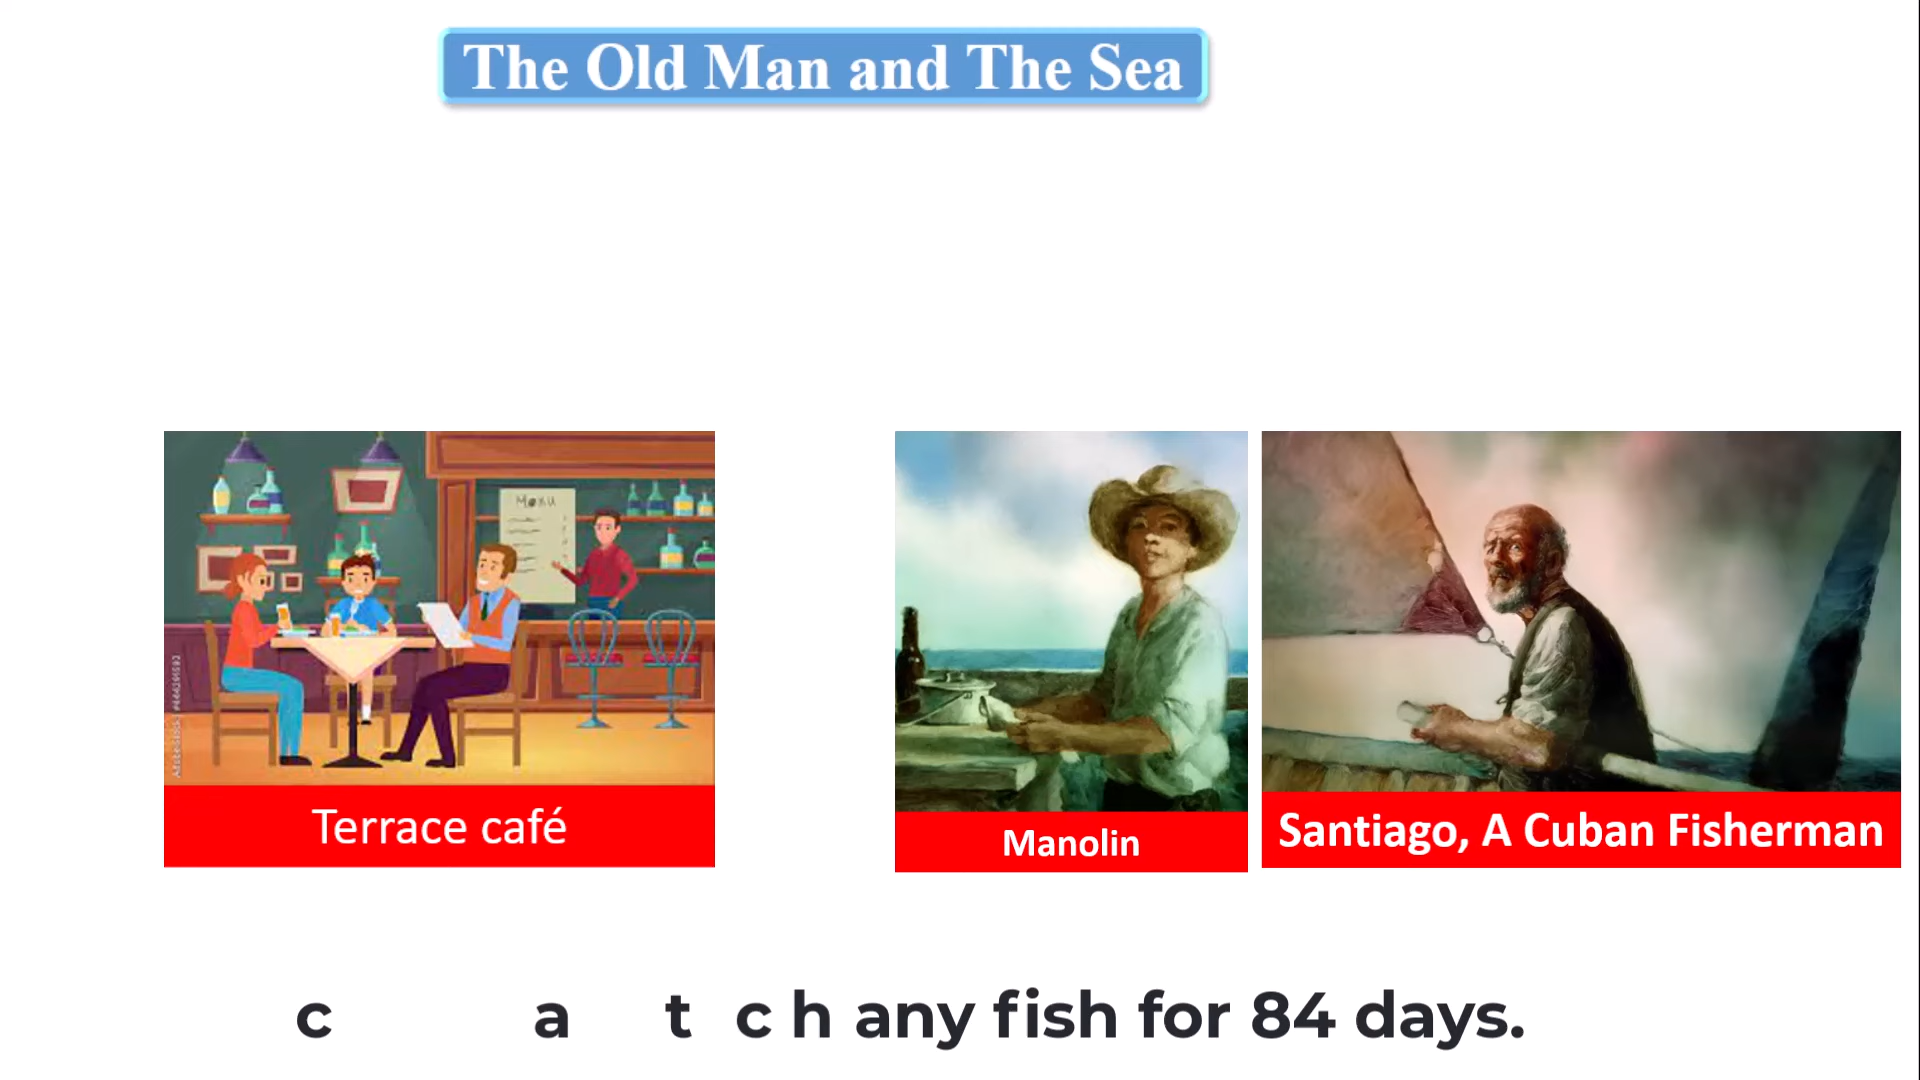 The Old Man and The Sea
Menu
Terrace café
Manolin
Santiago, A Cuban Fisherman
c a t c h any fish for 84 days.